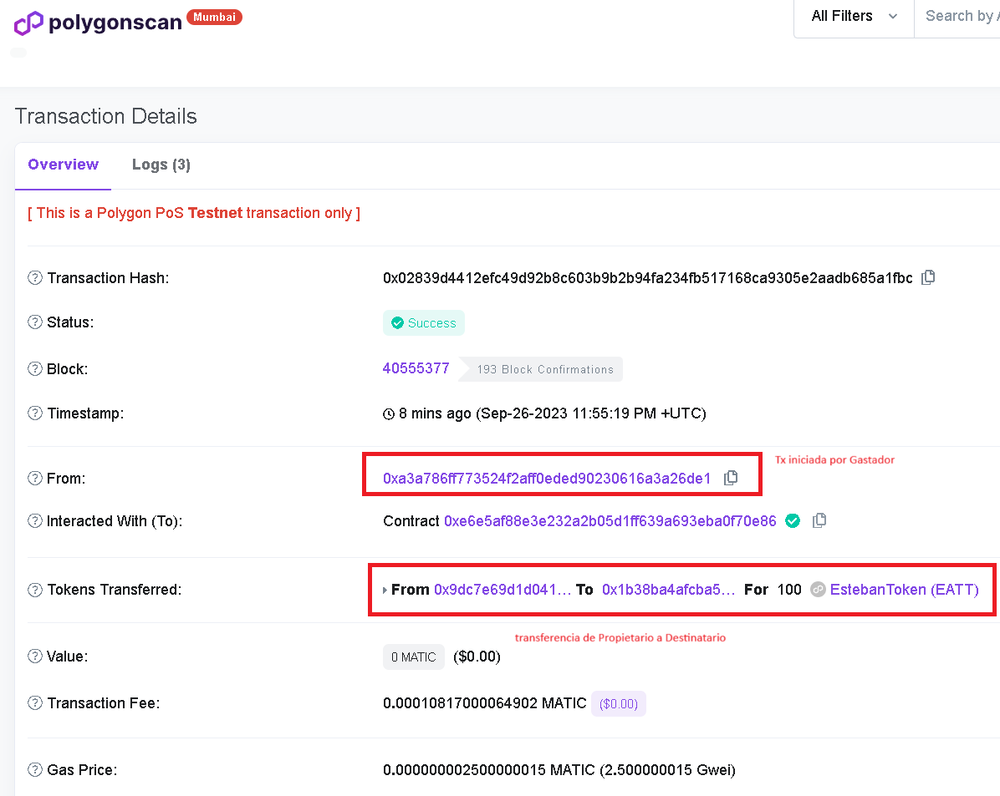 polygonscan Mumbai
All Filters Search by A
Transaction Details
Overview Logs (3)
[ This is a Polygon PoS Testnet transaction only ]
Transaction Hash: 0x02839d4412efc49d92b8c603b9b2b94fa234fb517168ca9305e2aadb685a1fbc
Status: Success
Block: 40555377 193 Block Confirmations
Timestamp: 8 mins ago (Sep-26-2023 11:55:19 PM +UTC)
Tx iniciada por Gastador
From: 0xa3a786ff773524f2aff0eded90230616a3a26de1
Interacted With (To): Contract 0xe6e5af88e3e232a2b05d1ff639a693eba0f70e86
Tokens Transferred: From 0x9dc7e69d1d041... To 0x1b38ba4afcba5... For 100 EstebanToken (EATT)
transferencia de Propietario a Destinatario
Value: 0 MATIC ($0.00)
Transaction Fee: 0.00010817000064902 MATIC ($0.00)
Gas Price: 0.000000002500000015 MATIC (2.500000015 Gwei)